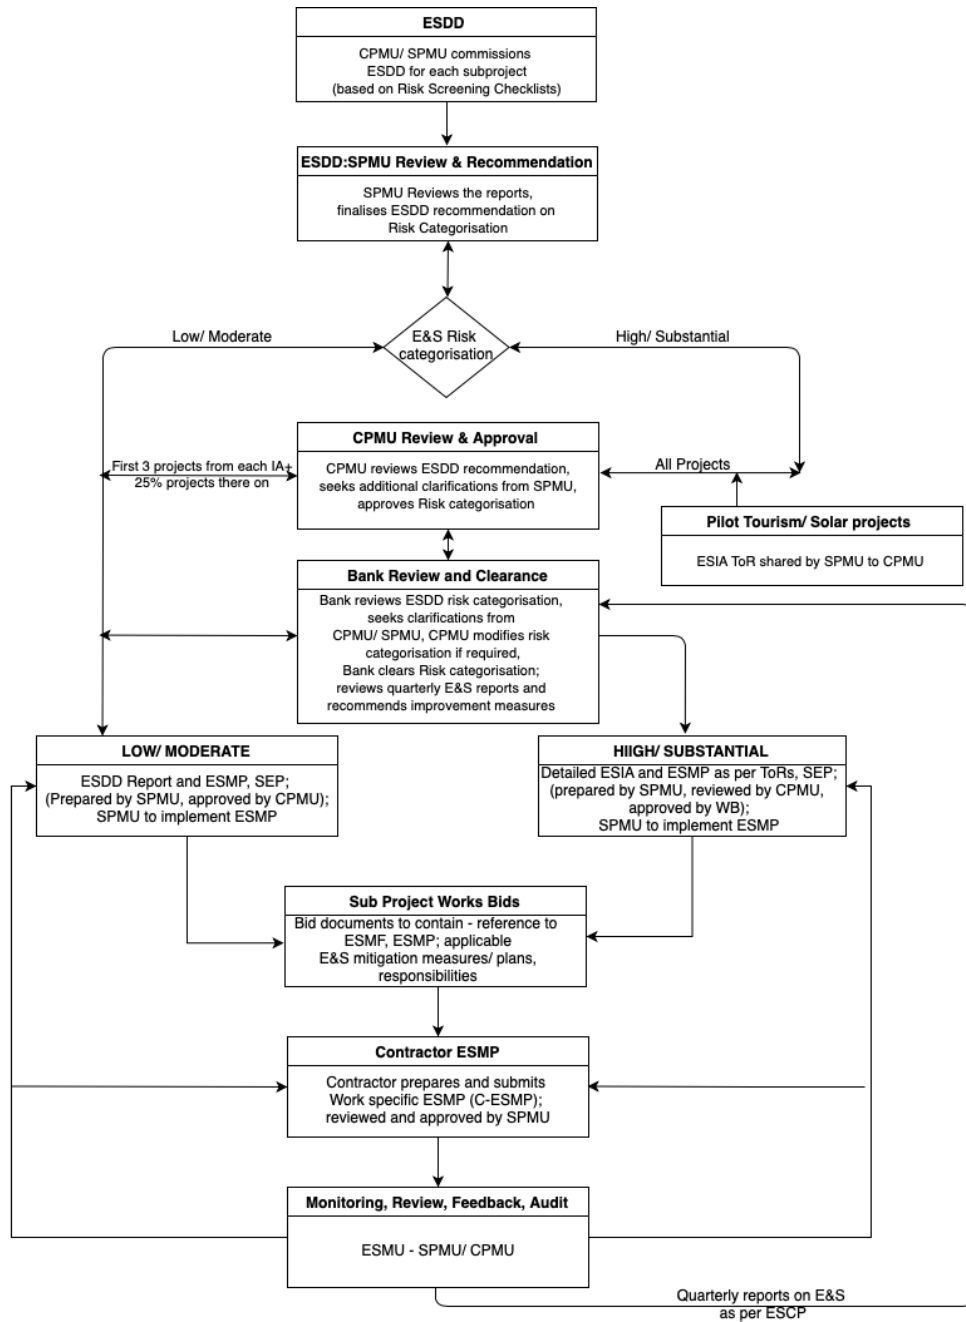 ESDD
CPMU/ SPMU commissions
ESDD for each subproject
(based on Risk Screening Checklists)
ESDD:SPMU Review & Recommendation
SPMU Reviews the reports,
finalises ESDD recommendation on
Risk Categorisation
Low/ Moderate
E&S Risk
categorisation
High/ Substantial
CPMU Review & Approval
CPMU reviews ESDD recommendation,
seeks additional clarifications from SPMU,
approves Risk categorisation
First 3 projects from each IA+
25% projects there on
All Projects
Pilot Tourism/ Solar projects
ESIA ToR shared by SPMU to CPMU
Bank Review and Clearance
Bank reviews ESDD risk categorisation,
seeks clarifications from
CPMU/ SPMU, CPMU modifies risk
categorisation if required,
Bank clears Risk categorisation;
reviews quarterly E&S reports and
recommends improvement measures
LOW/ MODERATE
ESDD Report and ESMP, SEP;
(Prepared by SPMU, approved by CPMU);
SPMU to implement ESMP
HIIGH/ SUBSTANTIAL
Detailed ESIA and ESMP as per ToRs, SEP;
(prepared by SPMU, reviewed by CPMU,
approved by WB);
SPMU to implement ESMP
Sub Project Works Bids
Bid documents to contain - reference to
ESMF, ESMP; applicable
E&S mitigation measures/ plans,
responsibilities
Contractor ESMP
Contractor prepares and submits
Work specific ESMP (C-ESMP);
reviewed and approved by SPMU
Monitoring, Review, Feedback, Audit
ESMU - SPMU/ CPMU
Quarterly reports on E&S
as per ESCP